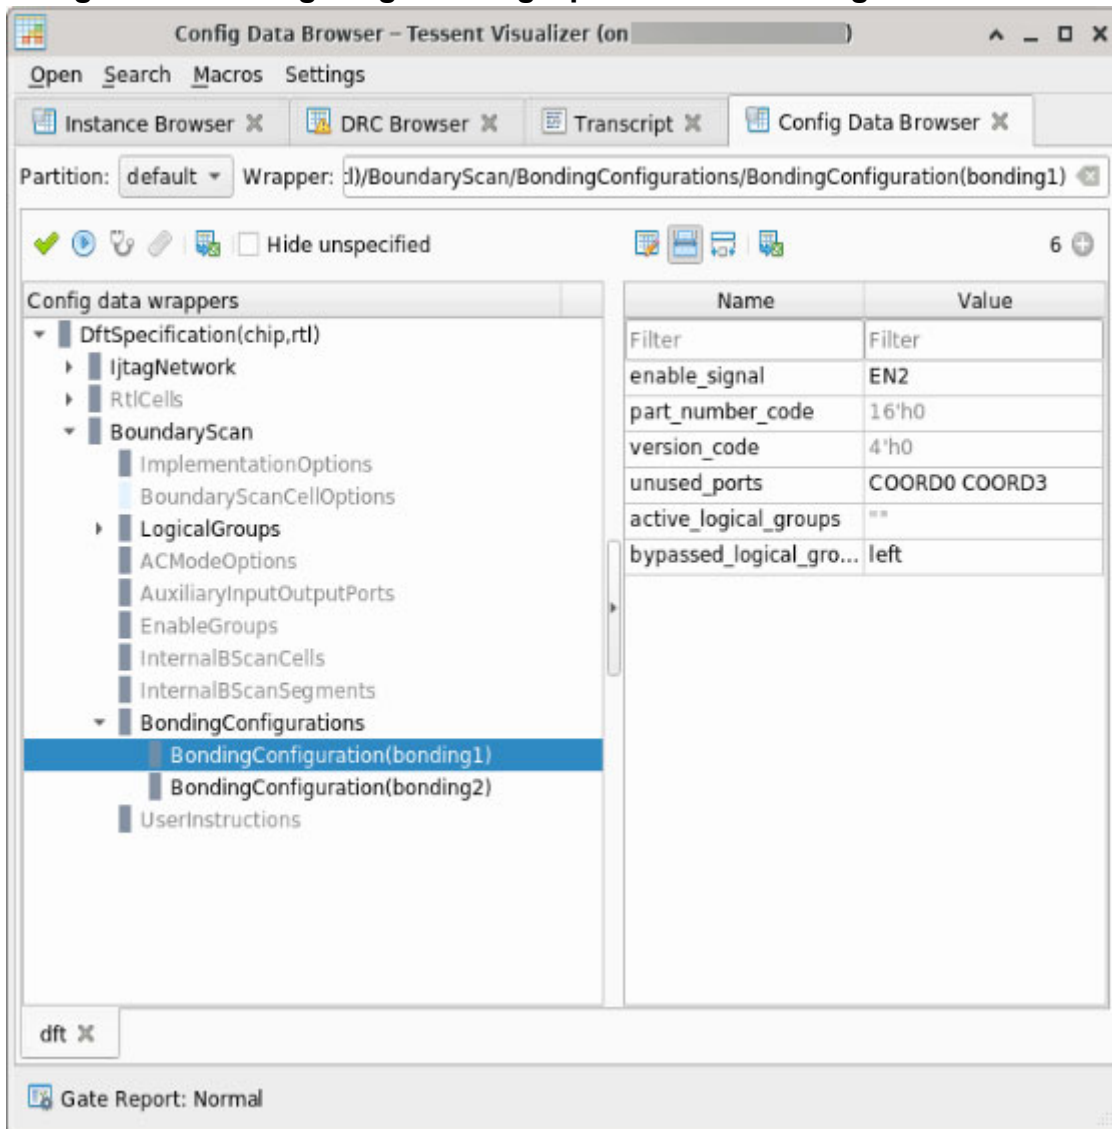 Config Data Browser – Tessent Visualizer (on )
Open Search Macros Settings
Instance Browser DRC Browser Transcript Config Data Browser
Partition: default Wrapper: l)/BoundaryScan/BondingConfigurations/BondingConfiguration(bonding1)
Hide unspecified 6
Config data wrappers
DftSpecification(chip,rtl)
IjtagNetwork
RtlCells
BoundaryScan
ImplementationOptions
BoundaryScanCellOptions
LogicalGroups
ACModeOptions
AuxiliaryInputOutputPorts
EnableGroups
InternalBScanCells
InternalBScanSegments
BondingConfigurations
BondingConfiguration(bonding1)
BondingConfiguration(bonding2)
UserInstructions
Name Value
Filter Filter
enable_signal EN2
part_number_code 16'h0
version_code 4'h0
unused_ports COORD0 COORD3
active_logical_groups ""
bypassed_logical_gro... left
dft
Gate Report: Normal